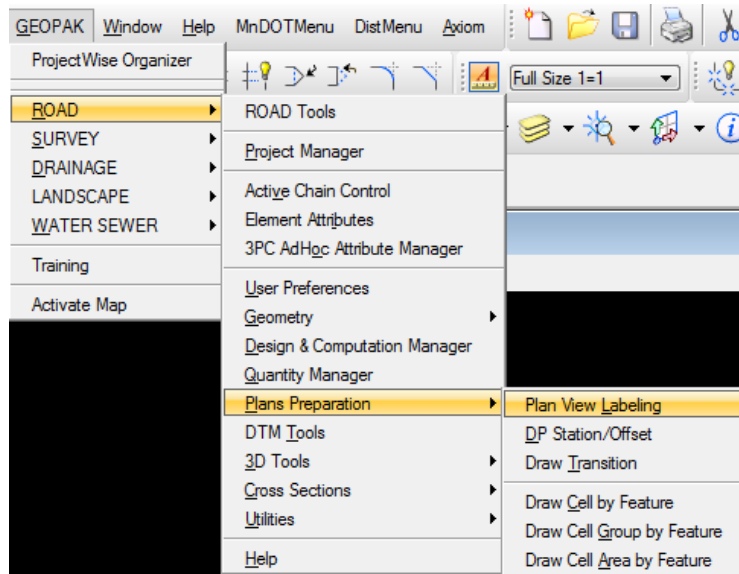 GEOPAK Window Help MnDOTMenu DistMenu Axiom
ProjectWise Organizer
Full Size 1=1
ROAD
SURVEY
DRAINAGE
LANDSCAPE
WATER SEWER
Training
Activate Map
ROAD Tools
Project Manager
Active Chain Control
Element Attributes
3PC AdHoc Attribute Manager
User Preferences
Geometry
Design & Computation Manager
Quantity Manager
Plans Preparation
DTM Tools
3D Tools
Cross Sections
Utilities
Help
Plan View Labeling
DP Station/Offset
Draw Transition
Draw Cell by Feature
Draw Cell Group by Feature
Draw Cell Area by Feature